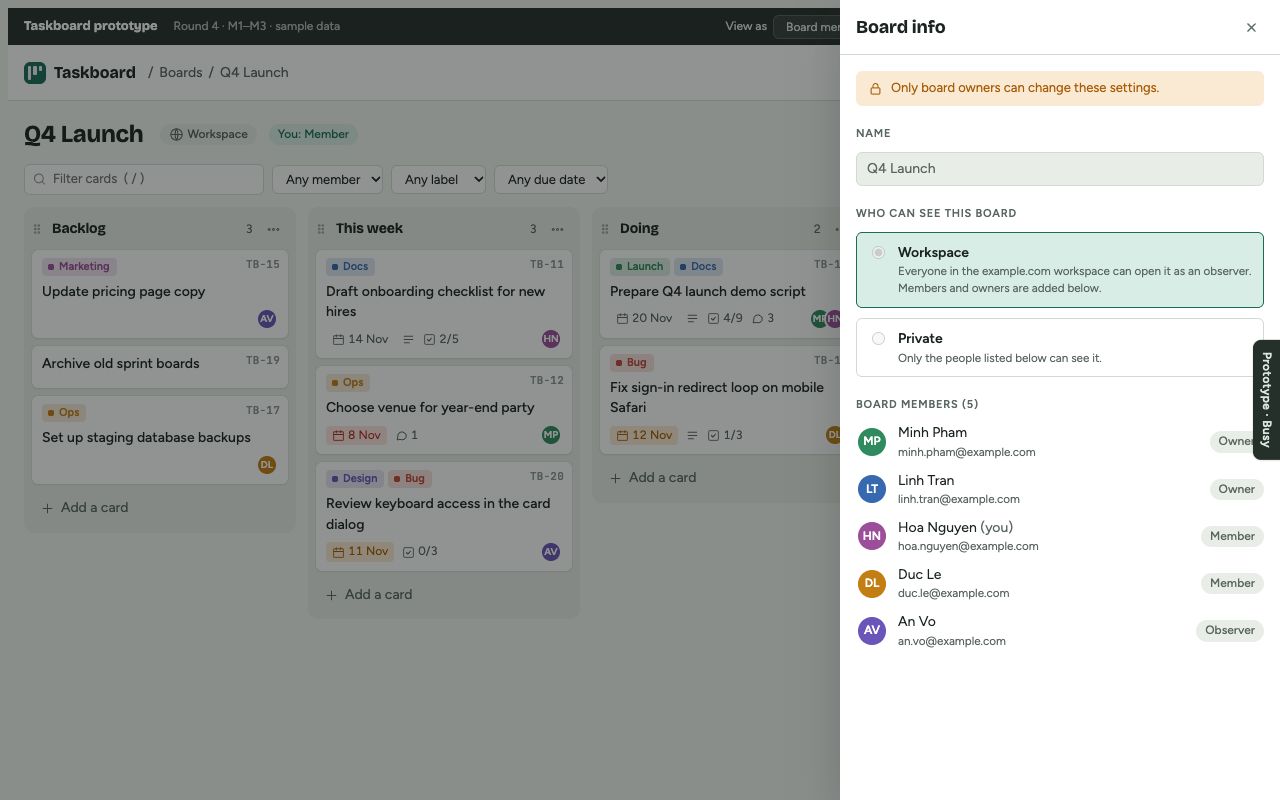 Taskboard prototype Round 4 · M1–M3 · sample data View as Board
Taskboard / Boards / Q4 Launch
Q4 Launch Workspace You: Member
Filter cards ( / ) Any member Any label Any due date
Backlog 3
Marketing TB-15
Update pricing page copy
AV
Archive old sprint boards TB-19
Ops TB-17
Set up staging database backups
DL
+ Add a card
This week 3
Docs TB-11
Draft onboarding checklist for new
hires
14 Nov 2/5 HN
Ops TB-12
Choose venue for year-end party
8 Nov 1 MP
Design Bug TB-20
Review keyboard access in the card
dialog
11 Nov 0/3 AV
+ Add a card
Doing 2
Launch Docs
Prepare Q4 launch demo script
20 Nov 4/9 3
Bug
Fix sign-in redirect loop on mobile
Safari
12 Nov 1/3
+ Add a card
Board info
Only board owners can change these settings.
NAME
Q4 Launch
WHO CAN SEE THIS BOARD
Workspace
Everyone in the example.com workspace can open it as an observer.
Members and owners are added below.
Private
Only the people listed below can see it.
BOARD MEMBERS (5)
MP Minh Pham Owner
minh.pham@example.com
LT Linh Tran Owner
linh.tran@example.com
HN Hoa Nguyen (you) Member
hoa.nguyen@example.com
DL Duc Le Member
duc.le@example.com
AV An Vo Observer
an.vo@example.com
Prototype · Busy